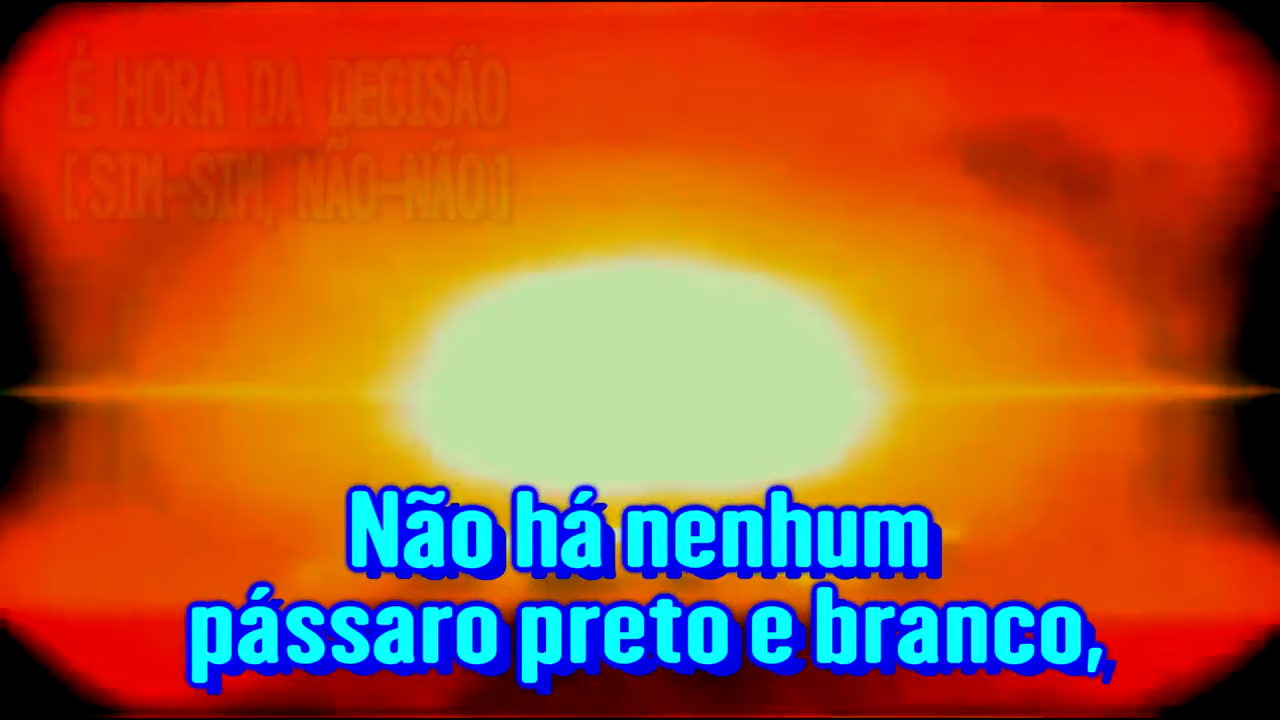 É HORA DA DECISÃO
[SIM-SIM, NÃO-NÃO]
Não há nenhum
pássaro preto e branco,